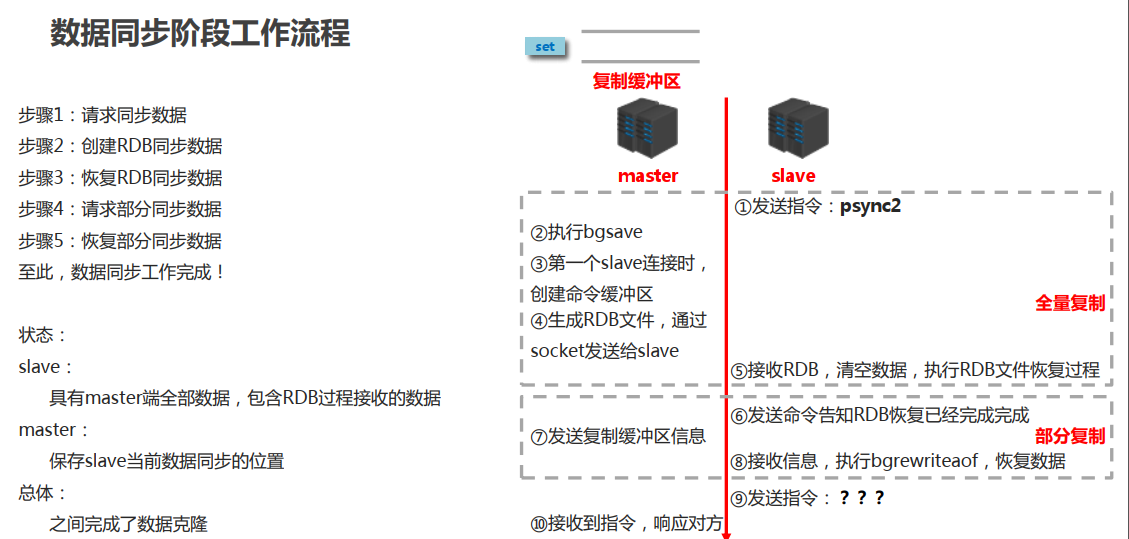 数据同步阶段工作流程
步骤1：请求同步数据
步骤2：创建RDB同步数据
步骤3：恢复RDB同步数据
步骤4：请求部分同步数据
步骤5：恢复部分同步数据
至此，数据同步工作完成！
状态：
slave：
具有master端全部数据，包含RDB过程接收的数据
master：
保存slave当前数据同步的位置
总体：
之间完成了数据克隆
set
复制缓冲区
master
slave
①发送指令：psync2
②执行bgsave
③第一个slave连接时，
创建命令缓冲区
④生成RDB文件，通过
socket发送给slave
全量复制
⑤接收RDB，清空数据，执行RDB文件恢复过程
⑥发送命令告知RDB恢复已经完成完成
⑦发送复制缓冲区信息
部分复制
⑧接收信息，执行bgrewriteaof，恢复数据
⑨发送指令：？？？
⑩接收到指令，响应对方